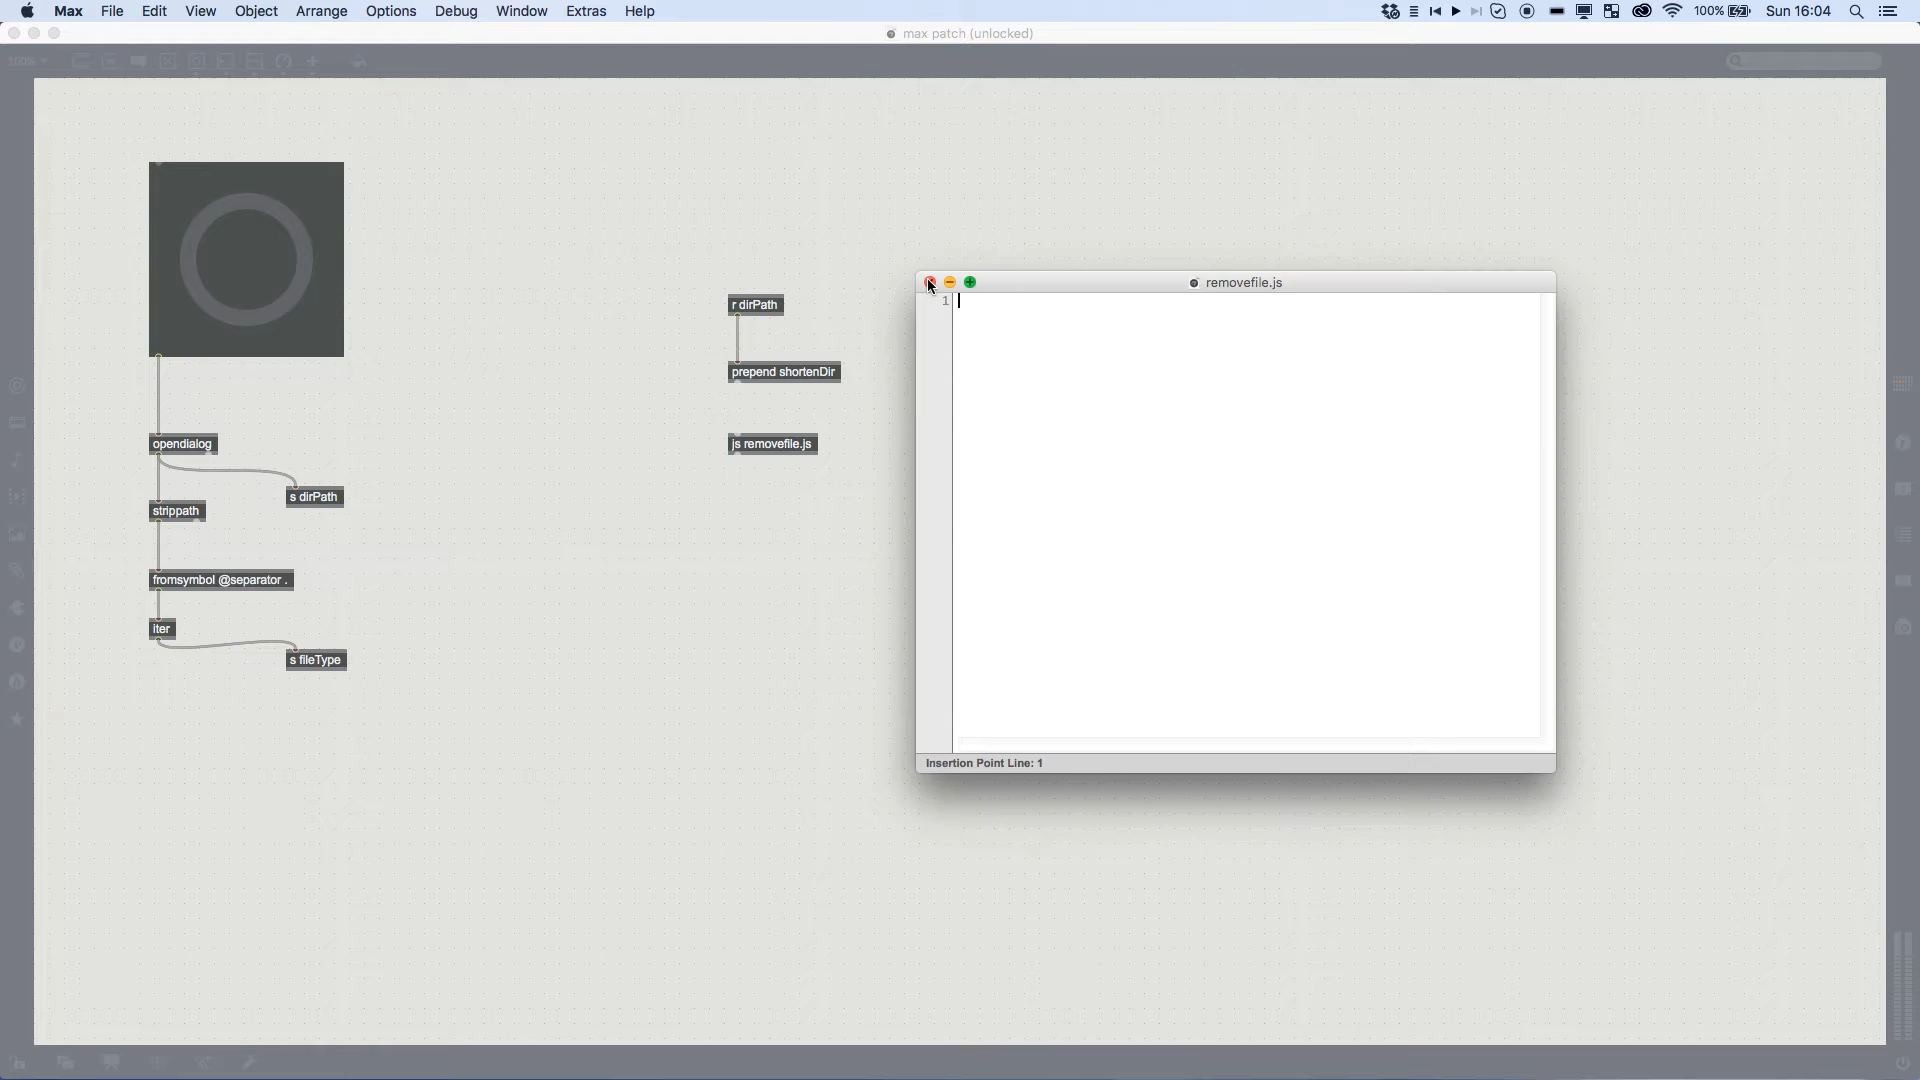 Max File Edit View Object Arrange Options Debug Window Extras Help 100% Sun 16:04
max patch (unlocked)
100%
removefile.js
1
r dirPath
prepend shortenDir
js removefile.js
opendialog
s dirPath
strippath
fromsymbol @separator .
iter
s fileType
Insertion Point Line: 1